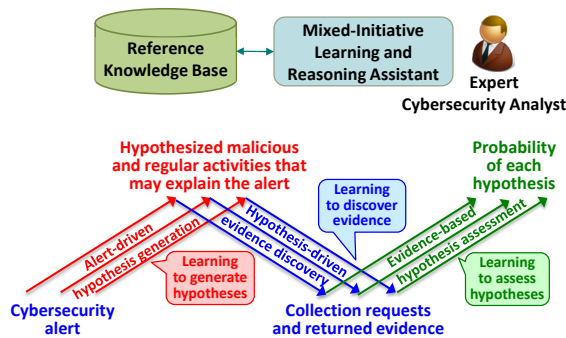 Reference
Knowledge Base
Mixed-Initiative
Learning and
Reasoning Assistant
Expert
Cybersecurity Analyst
Hypothesized malicious
and regular activities that
may explain the alert
Probability
of each
hypothesis
Learning
to discover
evidence
Alert-driven
hypothesis generation
Hypothesis-driven
evidence discovery
Evidence-based
hypothesis assessment
Learning
to generate
hypotheses
Learning
to assess
hypotheses
Cybersecurity
alert
Collection requests
and returned evidence